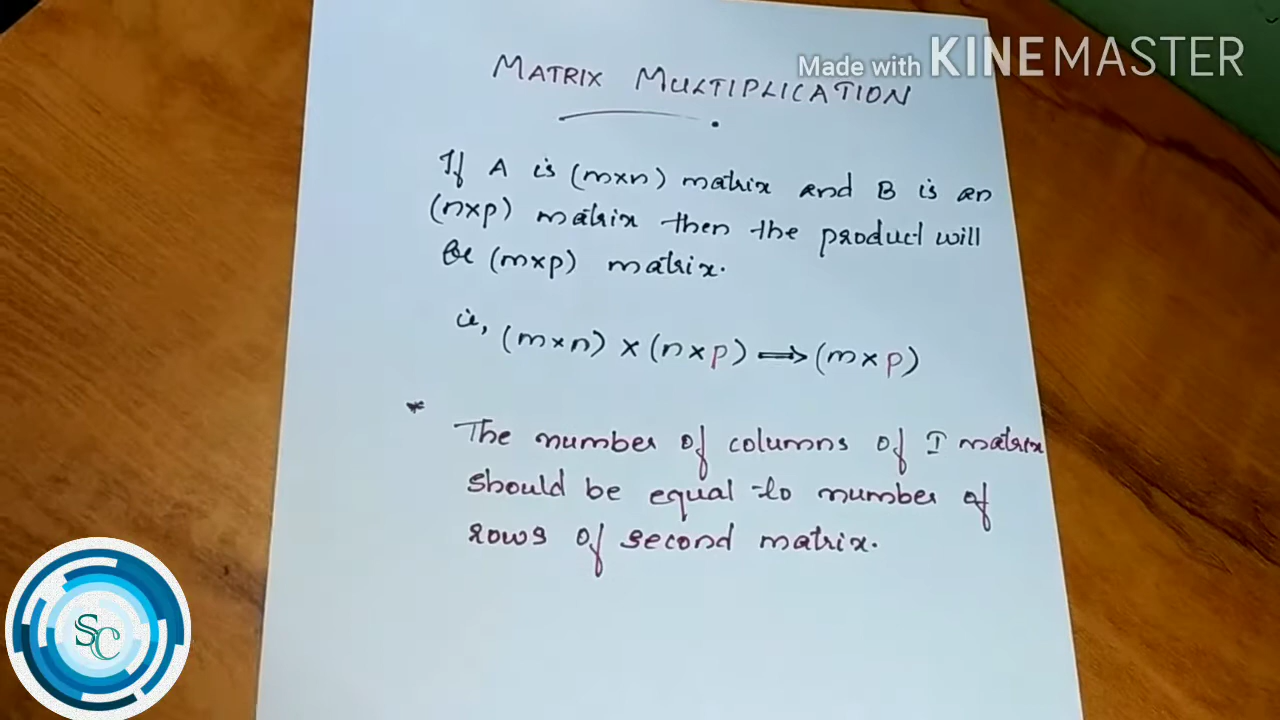 Made with KINEMASTER
MATRIX MULTIPLICATION
If A is (m×n) matrix and B is an
(n×p) matrix then the product will
be (m×p) matrix.
ie, (m×n) × (n×p) ⟹ (m×p)
* The number of columns of I matrix
should be equal to number of
rows of second matrix.
SC